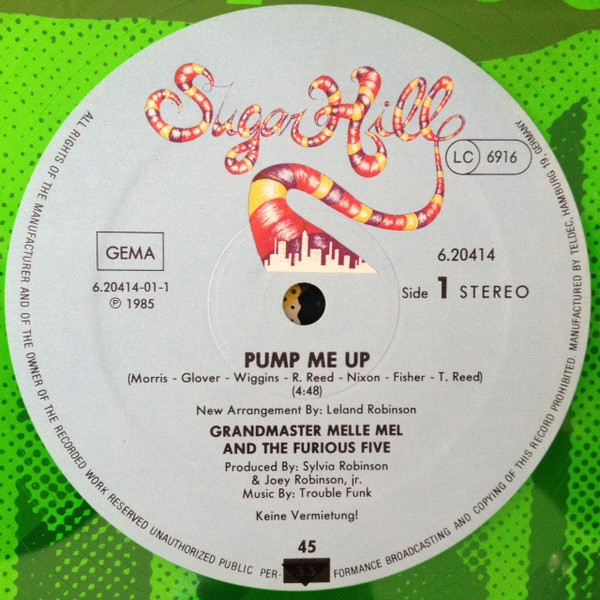 Sugar Hill
LC 6916
GEMA
6.20414-01-1
Ⓟ 1985
6.20414
Side 1 STEREO
PUMP ME UP
(Morris - Glover - Wiggins - R. Reed - Nixon - Fisher - T. Reed)
(4:48)
New Arrangement By: Leland Robinson
GRANDMASTER MELLE MEL
AND THE FURIOUS FIVE
Produced By: Sylvia Robinson
& Joey Robinson, jr.
Music By: Trouble Funk
Keine Vermietung!
45
ALL RIGHTS OF THE MANUFACTURER AND OF THE OWNER OF THE RECORDED WORK RESERVED UNAUTHORIZED PUBLIC PER- FORMANCE BROADCASTING AND COPYING OF THIS RECORD PROHIBITED. MANUFACTURED BY TELDEC, HAMBURG 19, GERMANY